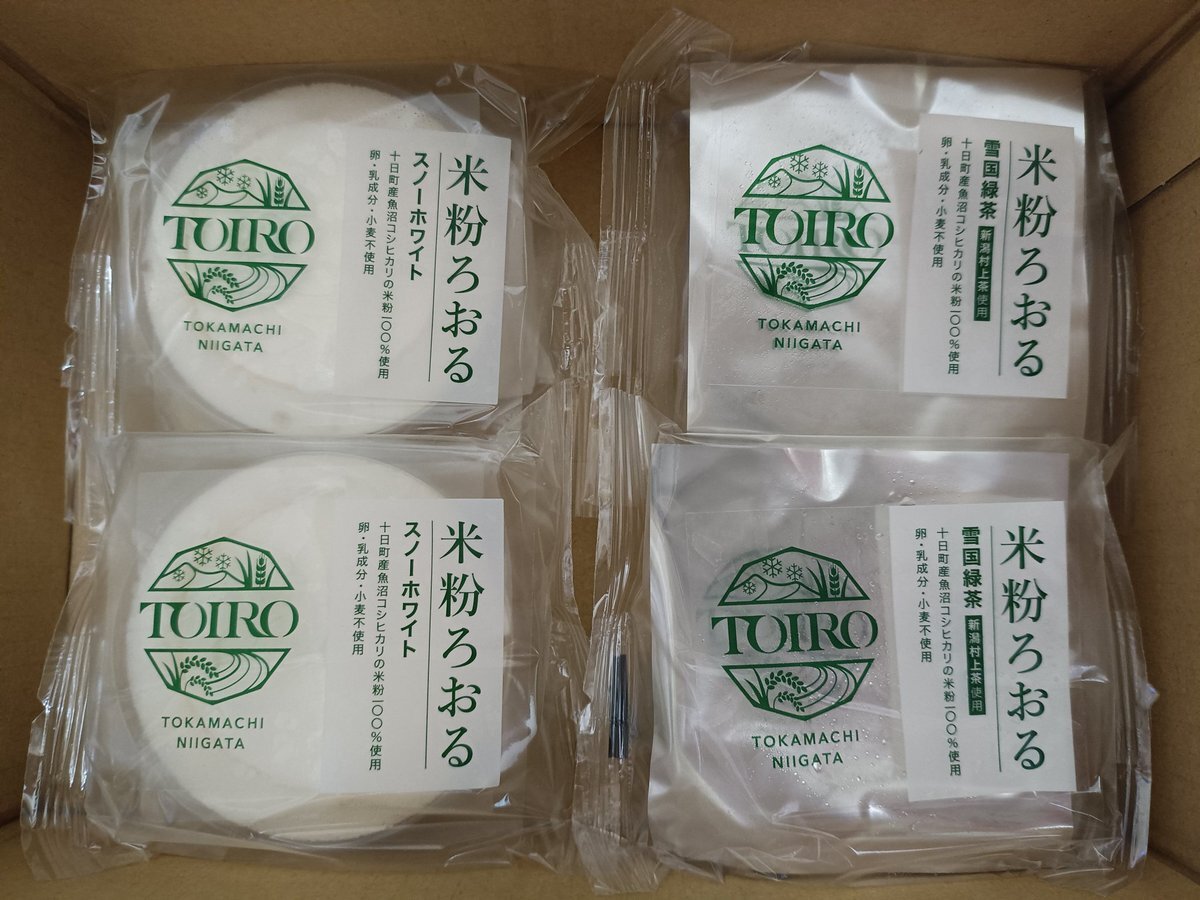 米粉ろおる
スノーホワイト
十日町産魚沼コシヒカリの米粉一〇〇%使用
卵・乳成分・小麦不使用
TOIRO
TOKAMACHI
NIIGATA
米粉ろおる
雪国緑茶 新潟村上茶使用
十日町産魚沼コシヒカリの米粉一〇〇%使用
卵・乳成分・小麦不使用
TOIRO
TOKAMACHI
NIIGATA
米粉ろおる
スノーホワイト
十日町産魚沼コシヒカリの米粉一〇〇%使用
卵・乳成分・小麦不使用
TOIRO
TOKAMACHI
NIIGATA
米粉ろおる
雪国緑茶 新潟村上茶使用
十日町産魚沼コシヒカリの米粉一〇〇%使用
卵・乳成分・小麦不使用
TOIRO
TOKAMACHI
NIIGATA